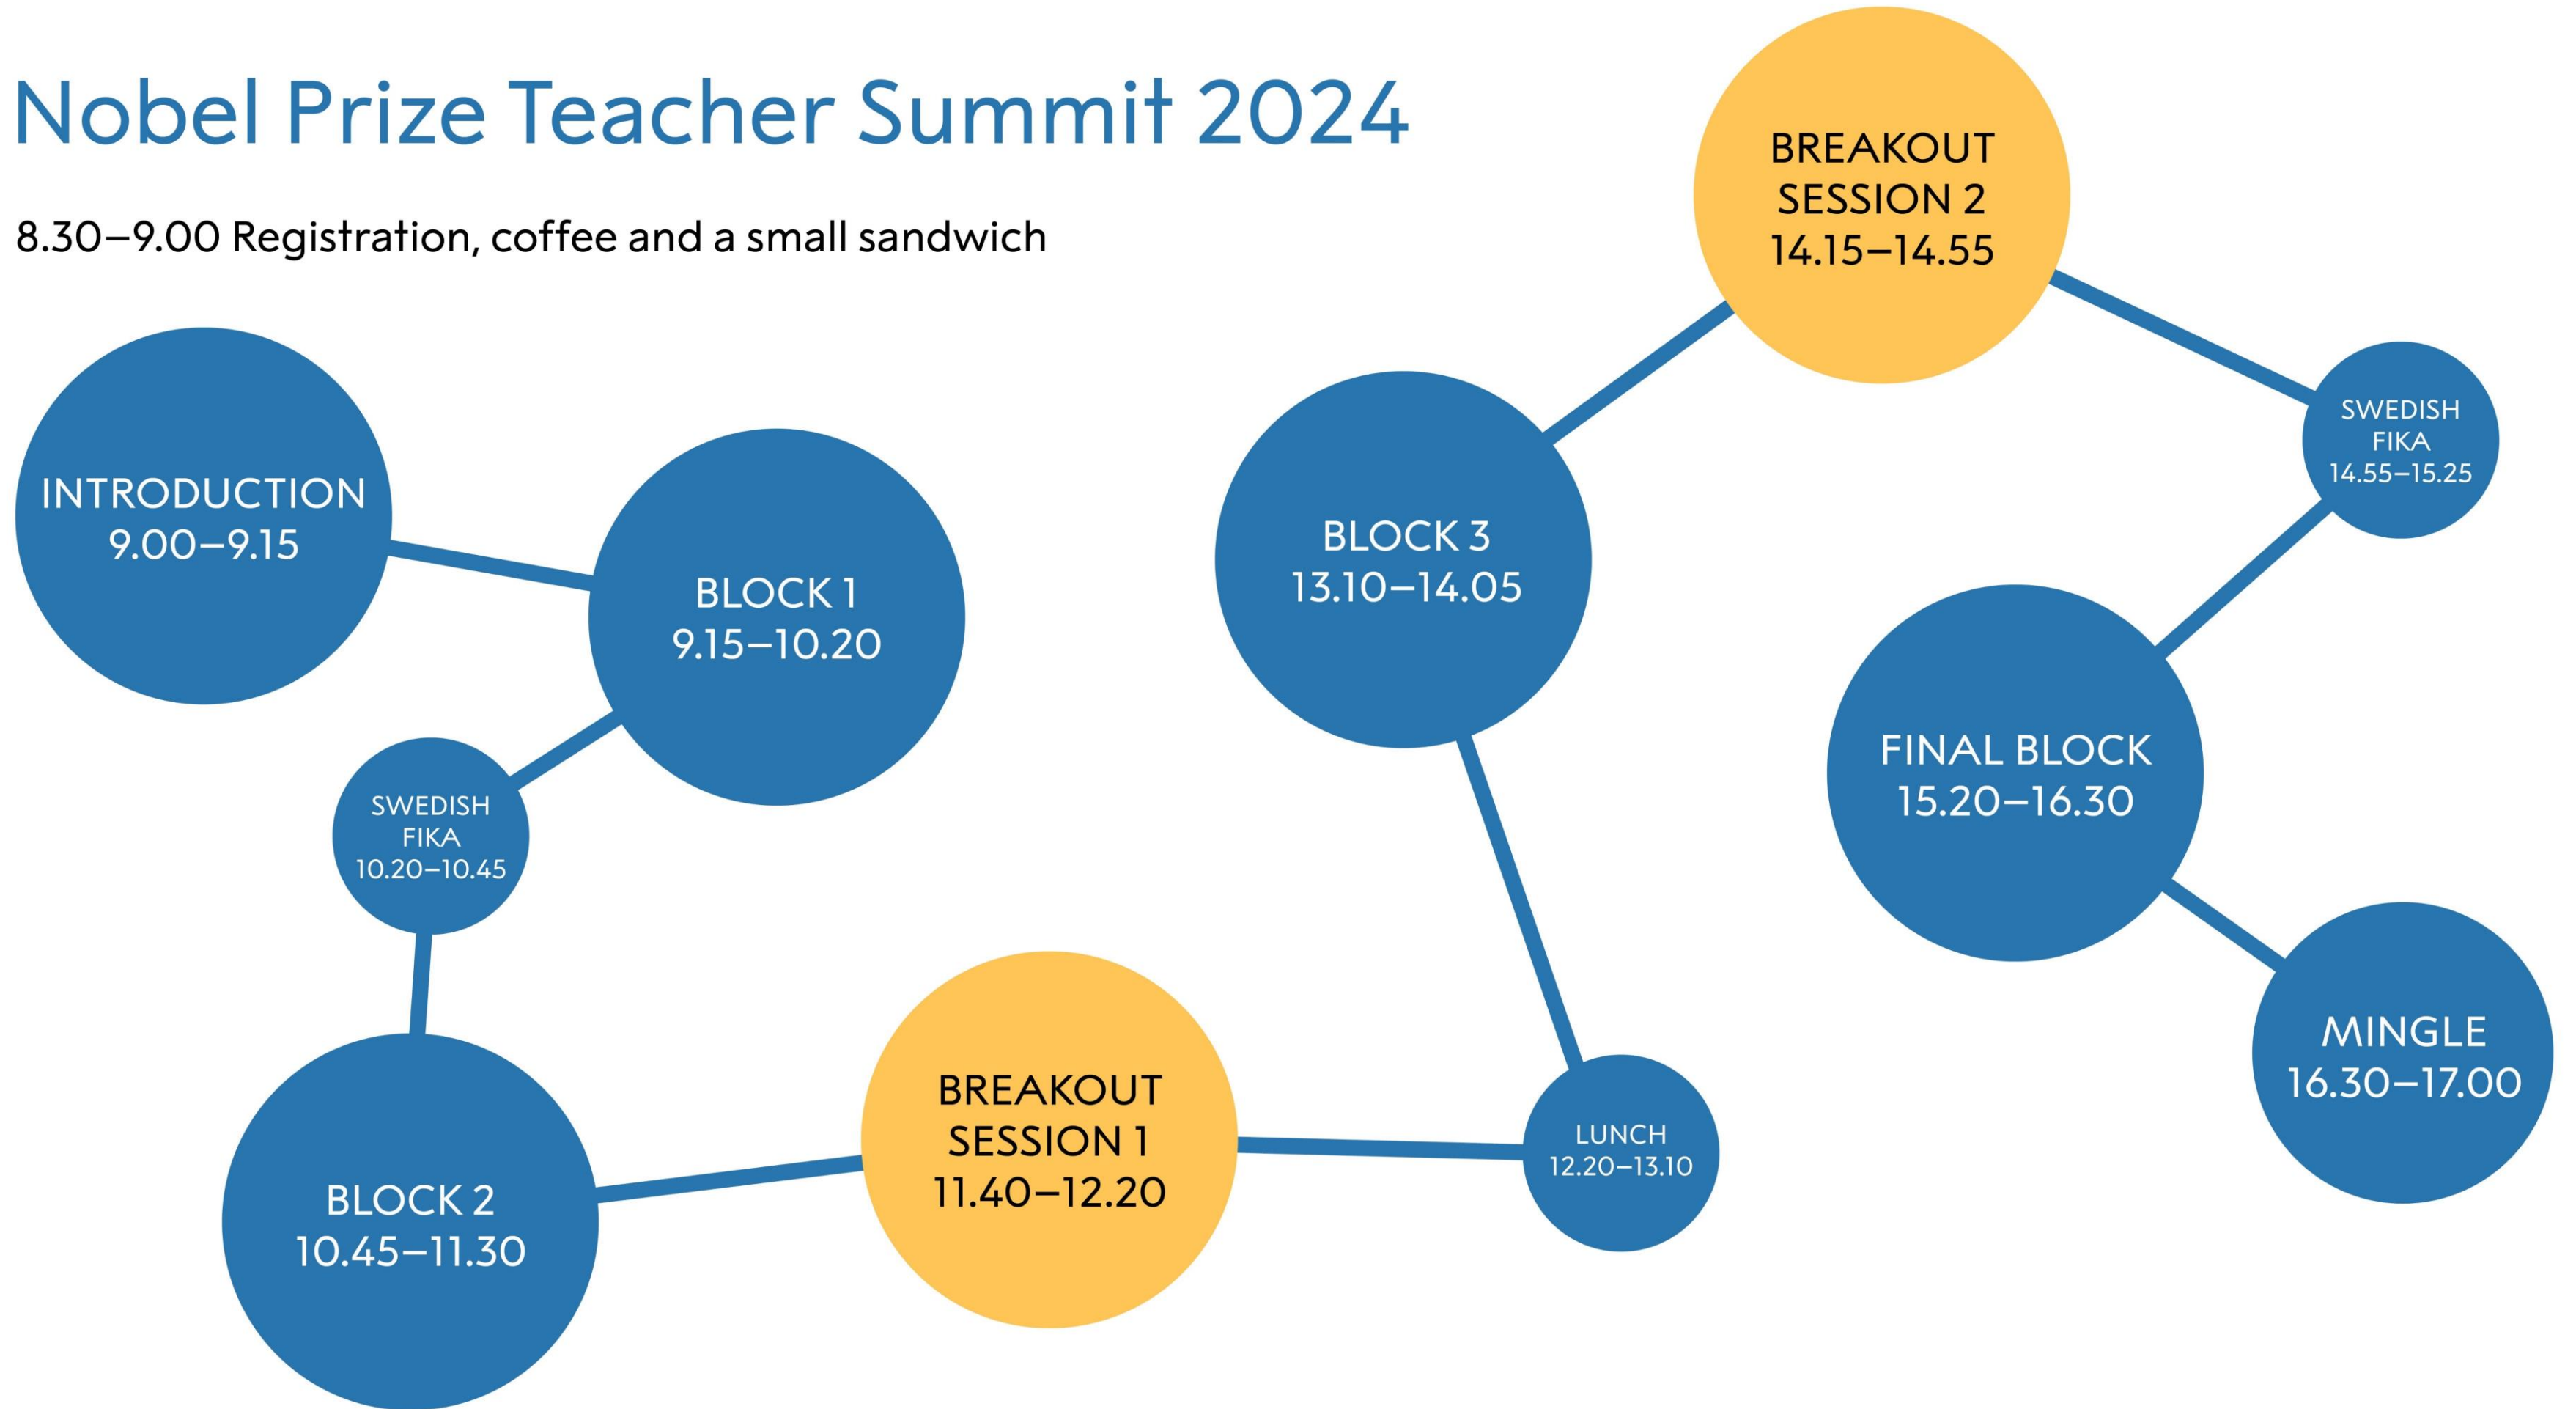 Nobel Prize Teacher Summit 2024
8.30–9.00 Registration, coffee and a small sandwich
INTRODUCTION
9.00–9.15
BLOCK 1
9.15–10.20
SWEDISH
FIKA
10.20–10.45
BLOCK 2
10.45–11.30
BREAKOUT
SESSION 1
11.40–12.20
LUNCH
12.20–13.10
BLOCK 3
13.10–14.05
BREAKOUT
SESSION 2
14.15–14.55
SWEDISH
FIKA
14.55–15.25
FINAL BLOCK
15.20–16.30
MINGLE
16.30–17.00